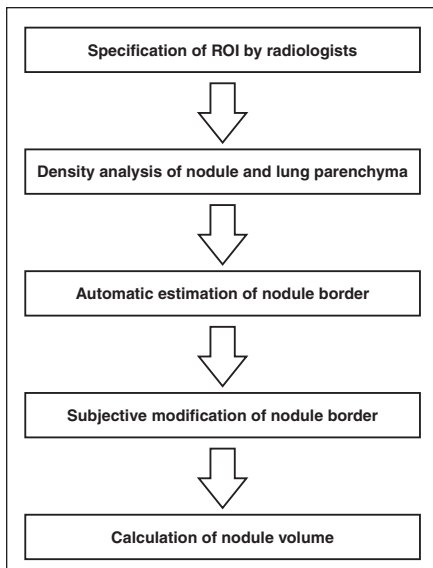 Specification of ROI by radiologists
Density analysis of nodule and lung parenchyma
Automatic estimation of nodule border
Subjective modification of nodule border
Calculation of nodule volume